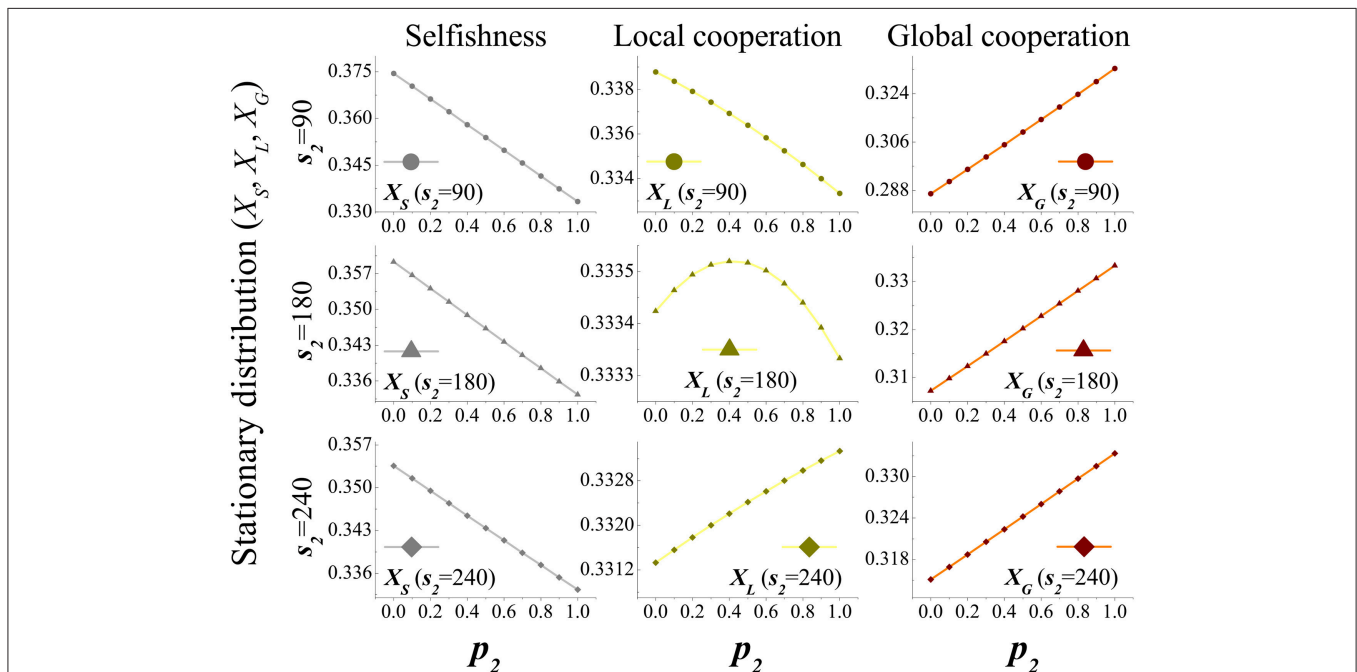 Selfishness Local cooperation Global cooperation
Stationary distribution (X_S, X_L, X_G)
s_2=90
0.375
0.360
0.345
0.330
X_S (s_2=90)
0.0 0.2 0.4 0.6 0.8 1.0
0.338
0.336
0.334
X_L (s_2=90)
0.0 0.2 0.4 0.6 0.8 1.0
0.324
0.306
0.288
X_G (s_2=90)
0.0 0.2 0.4 0.6 0.8 1.0
s_2=180
0.357
0.350
0.343
0.336
X_S (s_2=180)
0.0 0.2 0.4 0.6 0.8 1.0
0.3335
0.3334
0.3333
X_L (s_2=180)
0.0 0.2 0.4 0.6 0.8 1.0
0.33
0.32
0.31
X_G (s_2=180)
0.0 0.2 0.4 0.6 0.8 1.0
s_2=240
0.357
0.350
0.343
0.336
X_S (s_2=240)
0.0 0.2 0.4 0.6 0.8 1.0
0.3328
0.3320
0.3312
X_L (s_2=240)
0.0 0.2 0.4 0.6 0.8 1.0
0.330
0.324
0.318
X_G (s_2=240)
0.0 0.2 0.4 0.6 0.8 1.0
p_2 p_2 p_2